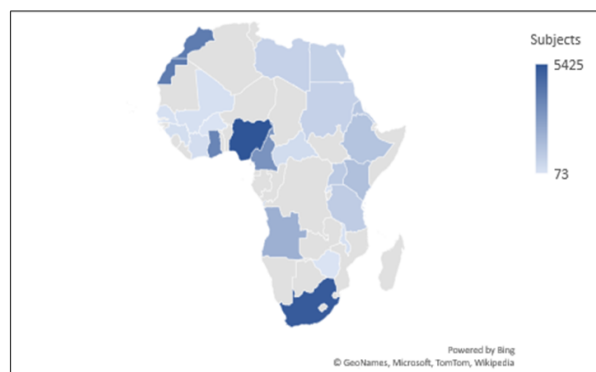 Subjects
5425
73
Powered by Bing
© GeoNames, Microsoft, TomTom, Wikipedia